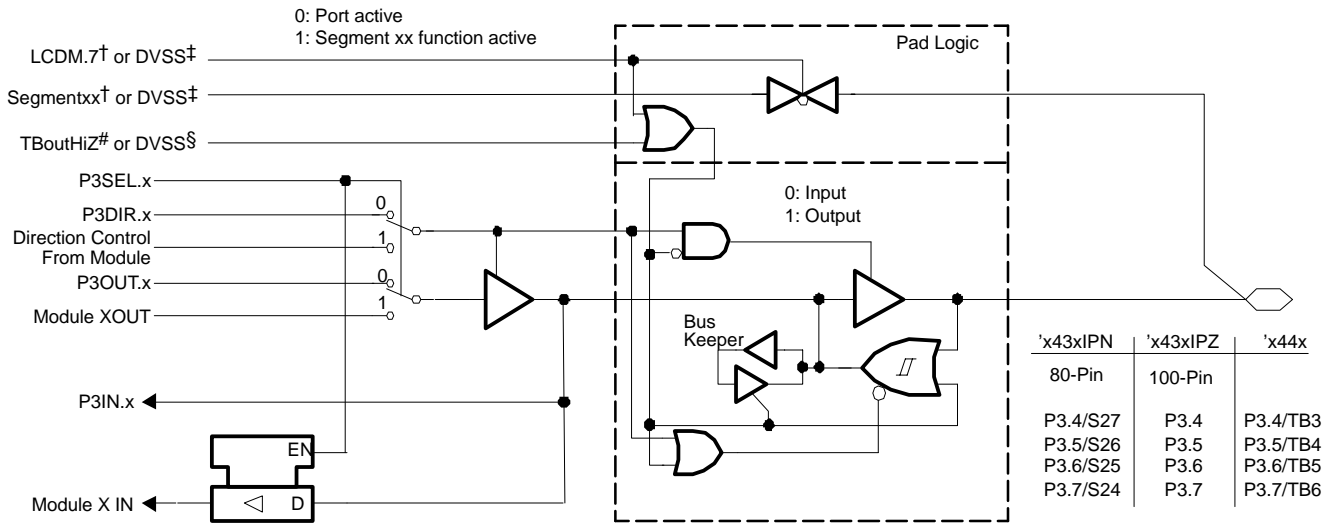 0: Port active
1: Segment xx function active
Pad Logic
LCDM.7† or DVSS‡
Segmentxx† or DVSS‡
TBoutHiZ# or DVSS§
P3SEL.x
P3DIR.x
0
Direction Control
From Module
1
P3OUT.x
0
Module XOUT
1
0: Input
1: Output
Bus
Keeper
P3IN.x
EN
Module X IN
D
'x43xIPN 'x43xIPZ 'x44x
80-Pin 100-Pin
P3.4/S27 P3.4 P3.4/TB3
P3.5/S26 P3.5 P3.5/TB4
P3.6/S25 P3.6 P3.6/TB5
P3.7/S24 P3.7 P3.7/TB6